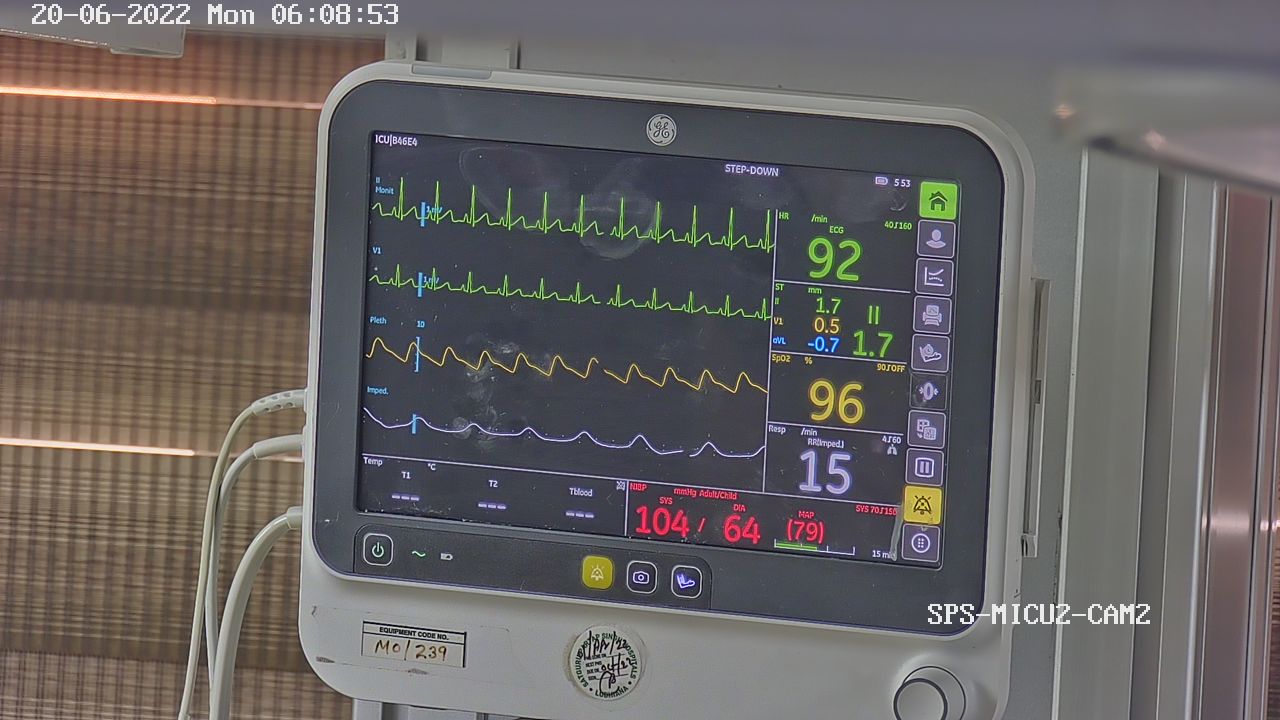 20-06-2022 Mon 06:08:53
ICU|B46E4
STEP-DOWN
5 53
II
Monit
1mV
HR
/min
40 160
ECG
92
V1
1mV
ST
mm
II 1.7
V1 0.5
aVL -0.7
II
1.7
Pleth
10
SpO2
%
90 OFF
96
Imped.
Resp
/min
4 60
RR(Imped.)
15
Temp
T1
°C
T2
Tblood
---
---
---
NIBP
mmHg Adult/Child
SYS
DIA
MAP
SYS 70 150
104 / 64 (79)
15 min
SPS-MICU2-CAM2
EQUIPMENT CODE NO.
MO/239
LUDHIANA